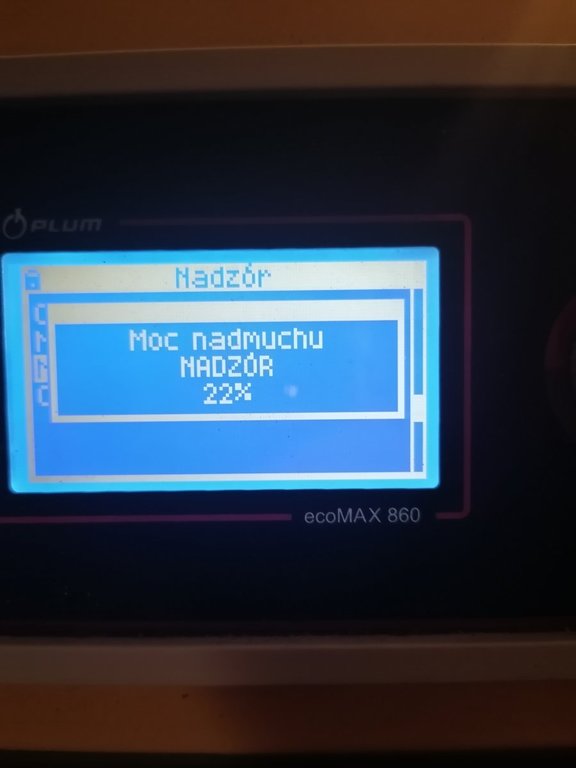 PLUM
Nadzór
Moc nadmuchu
NADZÓR
22%
ecoMAX 860